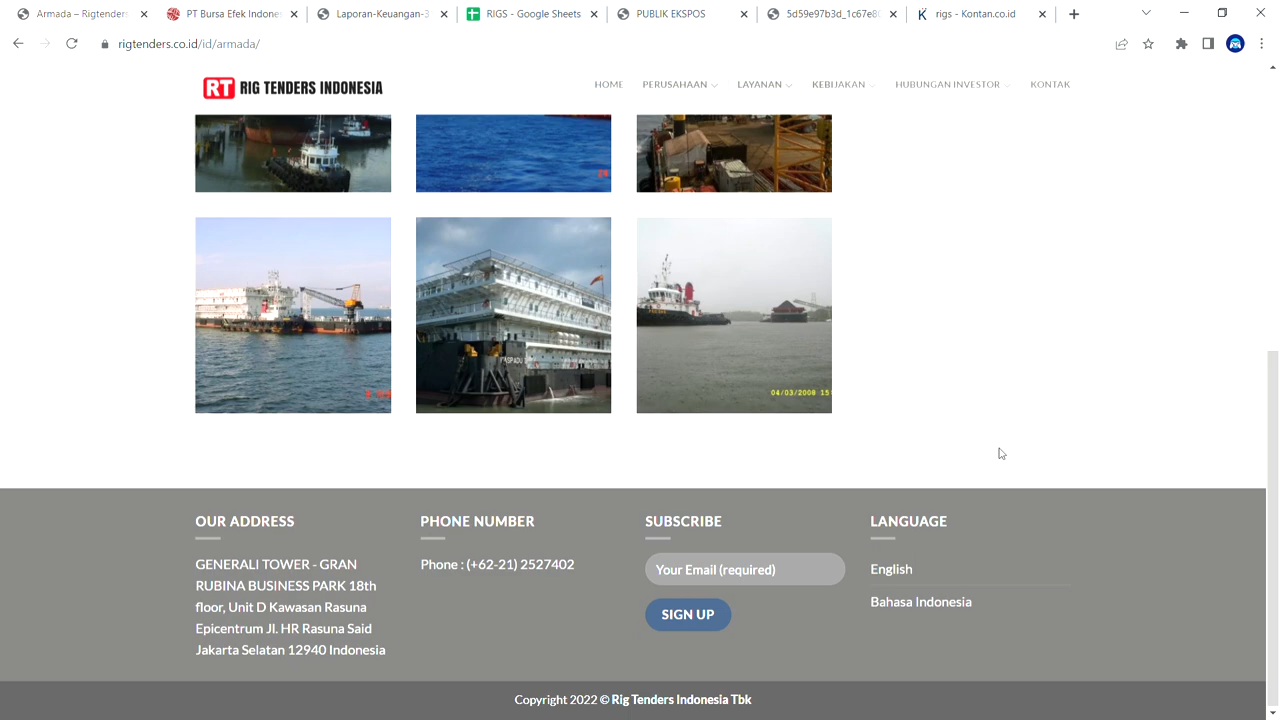 Armada – Rigtender
PT Bursa Efek Indones
Laporan-Keuangan-3
RIGS - Google Sheets
PUBLIK EKSPOS
5d59e97b3d_1c67e80
rigs - Kontan.co.id
rigtenders.co.id/id/armada/
RT RIG TENDERS INDONESIA
HOME
PERUSAHAAN
LAYANAN
KEBIJAKAN
HUBUNGAN INVESTOR
KONTAK
04/03/2008 15
OUR ADDRESS
GENERALI TOWER - GRAN
RUBINA BUSINESS PARK 18th
floor, Unit D Kawasan Rasuna
Epicentrum Jl. HR Rasuna Said
Jakarta Selatan 12940 Indonesia
PHONE NUMBER
Phone : (+62-21) 2527402
SUBSCRIBE
Your Email (required)
SIGN UP
LANGUAGE
English
Bahasa Indonesia
Copyright 2022 © Rig Tenders Indonesia Tbk